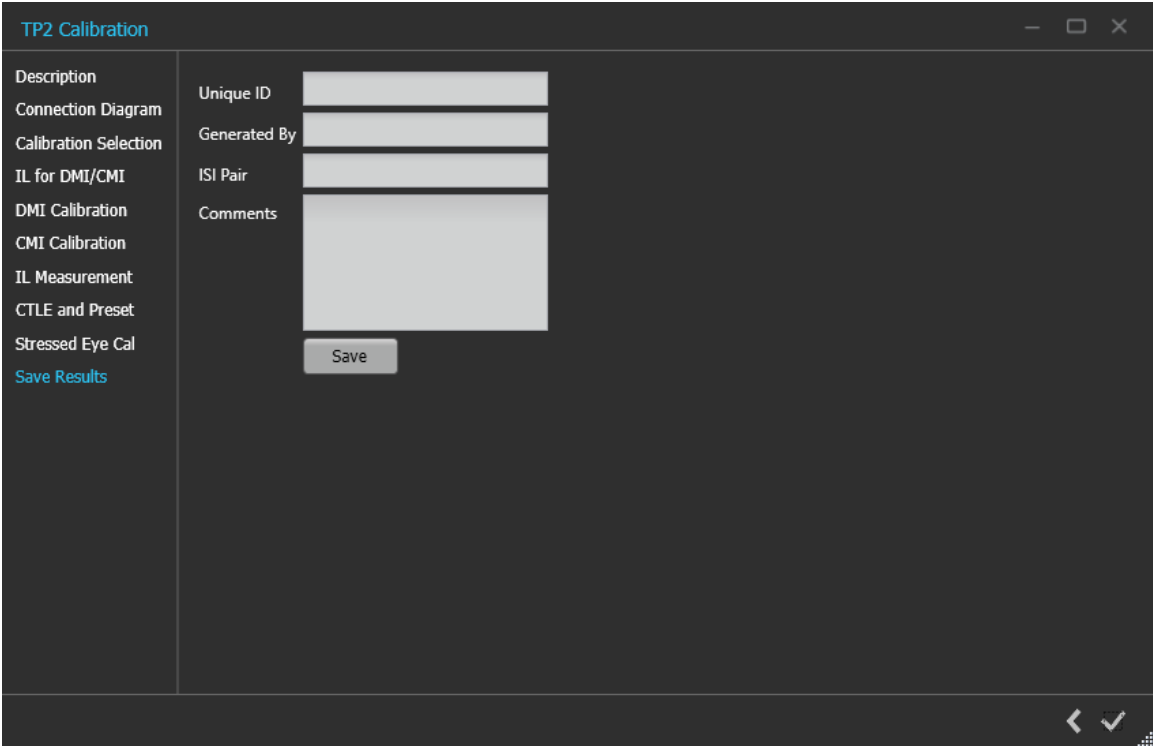 TP2 Calibration
Description
Connection Diagram
Calibration Selection
IL for DMI/CMI
DMI Calibration
CMI Calibration
IL Measurement
CTLE and Preset
Stressed Eye Cal
Save Results
Unique ID
Generated By
ISI Pair
Comments
Save